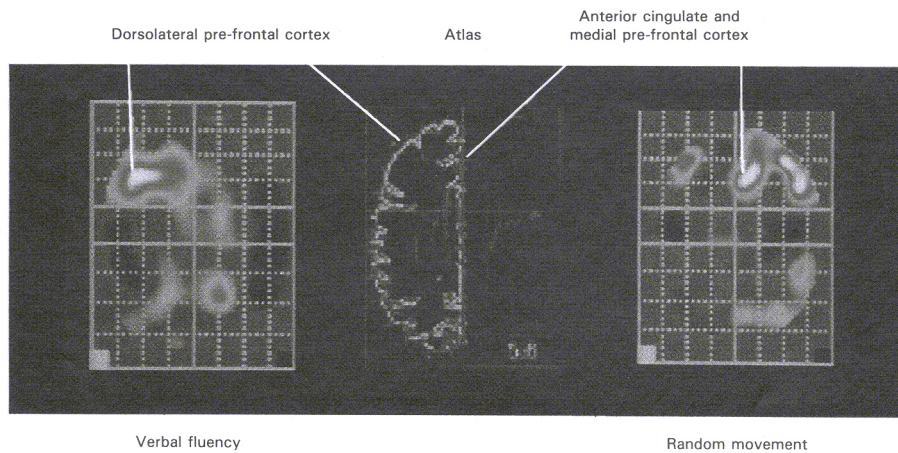 Dorsolateral pre-frontal cortex
Atlas
Anterior cingulate and
medial pre-frontal cortex
Verbal fluency
Random movement